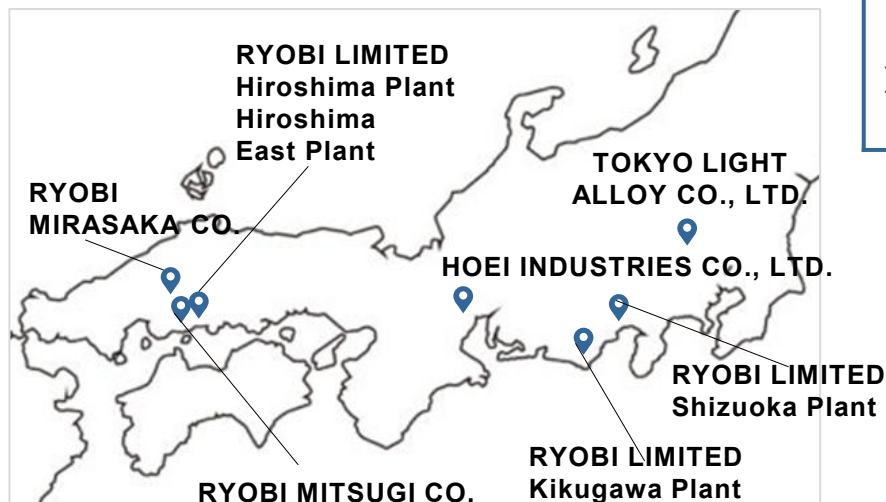 RYOBI LIMITED
Hiroshima Plant
Hiroshima
East Plant
RYOBI
MIRASAKA CO.
TOKYO LIGHT
ALLOY CO., LTD.
HOEI INDUSTRIES CO., LTD.
RYOBI LIMITED
Shizuoka Plant
RYOBI LIMITED
Kikugawa Plant
RYOBI MITSUGI CO.